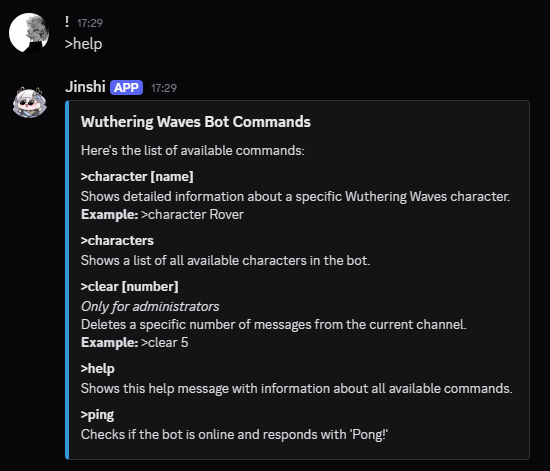 ! 17:29
>help
Jinshi APP 17:29
Wuthering Waves Bot Commands
Here's the list of available commands:
>character [name]
Shows detailed information about a specific Wuthering Waves character.
Example: >character Rover
>characters
Shows a list of all available characters in the bot.
>clear [number]
Only for administrators
Deletes a specific number of messages from the current channel.
Example: >clear 5
>help
Shows this help message with information about all available commands.
>ping
Checks if the bot is online and responds with 'Pong!'